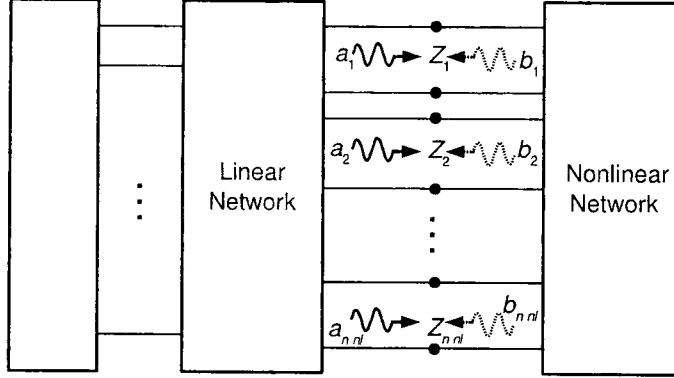 a1 Z1 b1
a2 Z2 b2
Linear
Network
Nonlinear
Network
an nl Zn nl bn nl